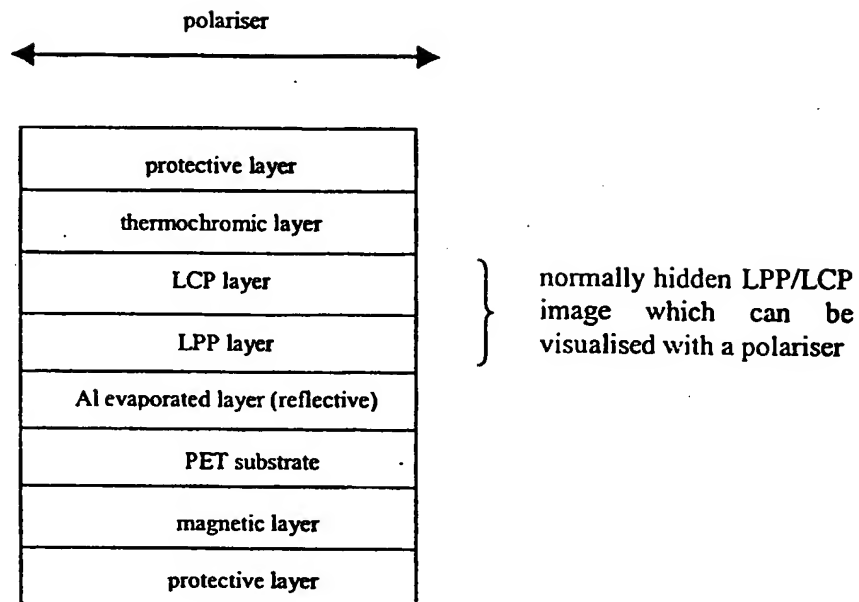 polariser
protective layer
thermochromic layer
LCP layer
LPP layer
Al evaporated layer (reflective)
PET substrate
magnetic layer
protective layer
normally hidden LPP/LCP
image which can be
visualised with a polariser